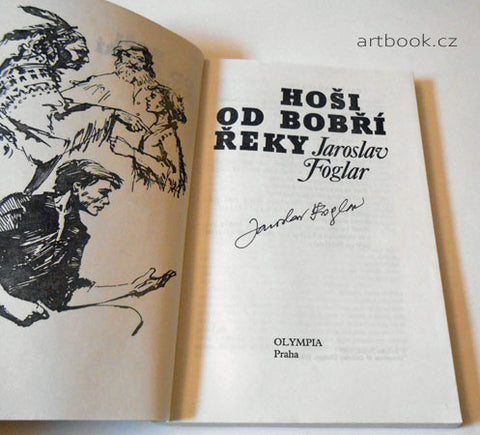 artbook.cz
HOŠI
OD BOBŘÍ
ŘEKY Jaroslav
Foglar
Jaroslav Foglar
OLYMPIA
Praha